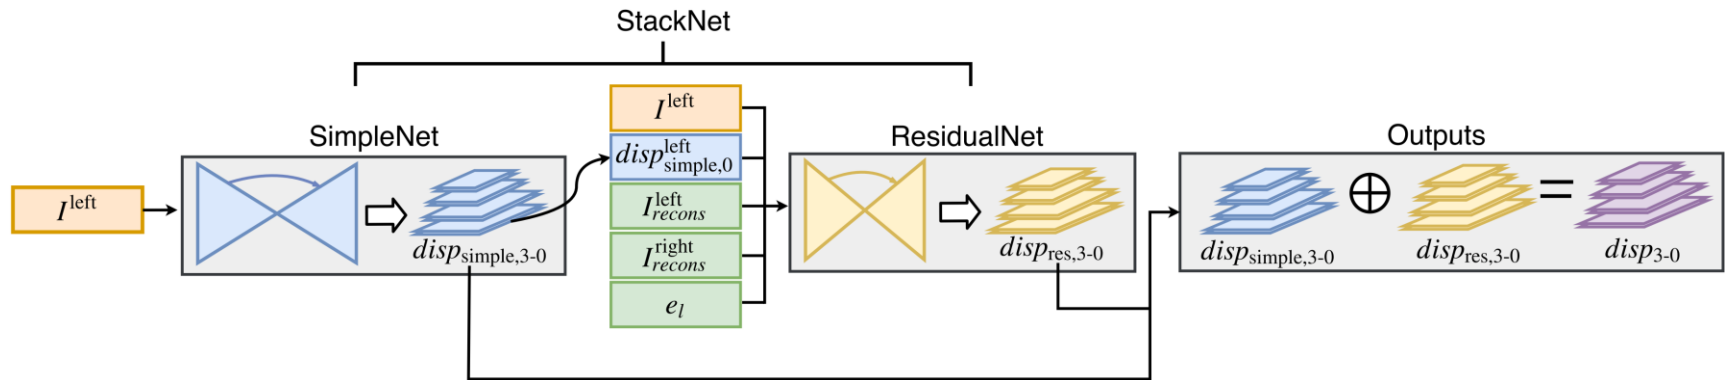 StackNet
SimpleNet
ResidualNet
Outputs
I^left
disp_simple,3-0
I^left
disp^left_simple,0
I^left_recons
I^right_recons
e_l
disp_res,3-0
disp_simple,3-0
⊕
disp_res,3-0
=
disp_3-0